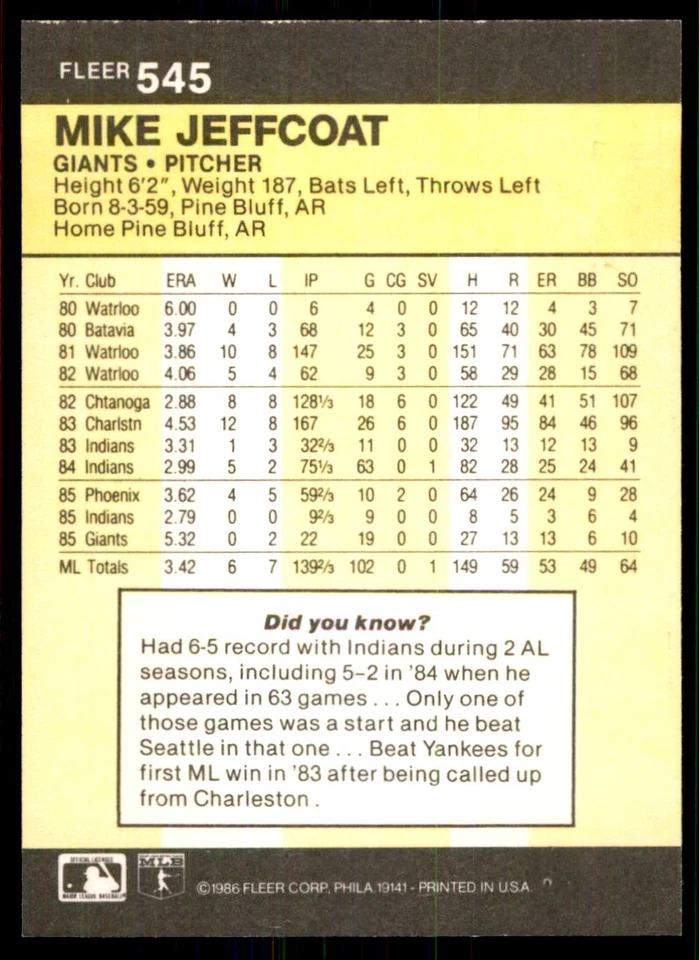 FLEER 545
MIKE JEFFCOAT
GIANTS • PITCHER
Height 6'2", Weight 187, Bats Left, Throws Left
Born 8-3-59, Pine Bluff, AR
Home Pine Bluff, AR
Yr. Club ERA W L IP G CG SV H R ER BB SO
80 Watrloo 6.00 0 0 6 4 0 0 12 12 4 3 7
80 Batavia 3.97 4 3 68 12 3 0 65 40 30 45 71
81 Watrloo 3.86 10 8 147 25 3 0 151 71 63 78 109
82 Watrloo 4.06 5 4 62 9 3 0 58 29 28 15 68
82 Chtanoga 2.88 8 8 128⅓ 18 6 0 122 49 41 51 107
83 Charlstn 4.53 12 8 167 26 6 0 187 95 84 46 96
83 Indians 3.31 1 3 32⅔ 11 0 0 32 13 12 13 9
84 Indians 2.99 5 2 75⅓ 63 0 1 82 28 25 24 41
85 Phoenix 3.62 4 5 59⅔ 10 2 0 64 26 24 9 28
85 Indians 2.79 0 0 9⅔ 9 0 0 8 5 3 6 4
85 Giants 5.32 0 2 22 19 0 0 27 13 13 6 10
ML Totals 3.42 6 7 139⅔ 102 0 1 149 59 53 49 64
Did you know?
Had 6-5 record with Indians during 2 AL
seasons, including 5–2 in '84 when he
appeared in 63 games . . . Only one of
those games was a start and he beat
Seattle in that one . . . Beat Yankees for
first ML win in '83 after being called up
from Charleston .
OFFICIAL LICENSEE
MAJOR LEAGUE BASEBALL
MLB
©1986 FLEER CORP, PHILA. 19141 - PRINTED IN U.S.A.